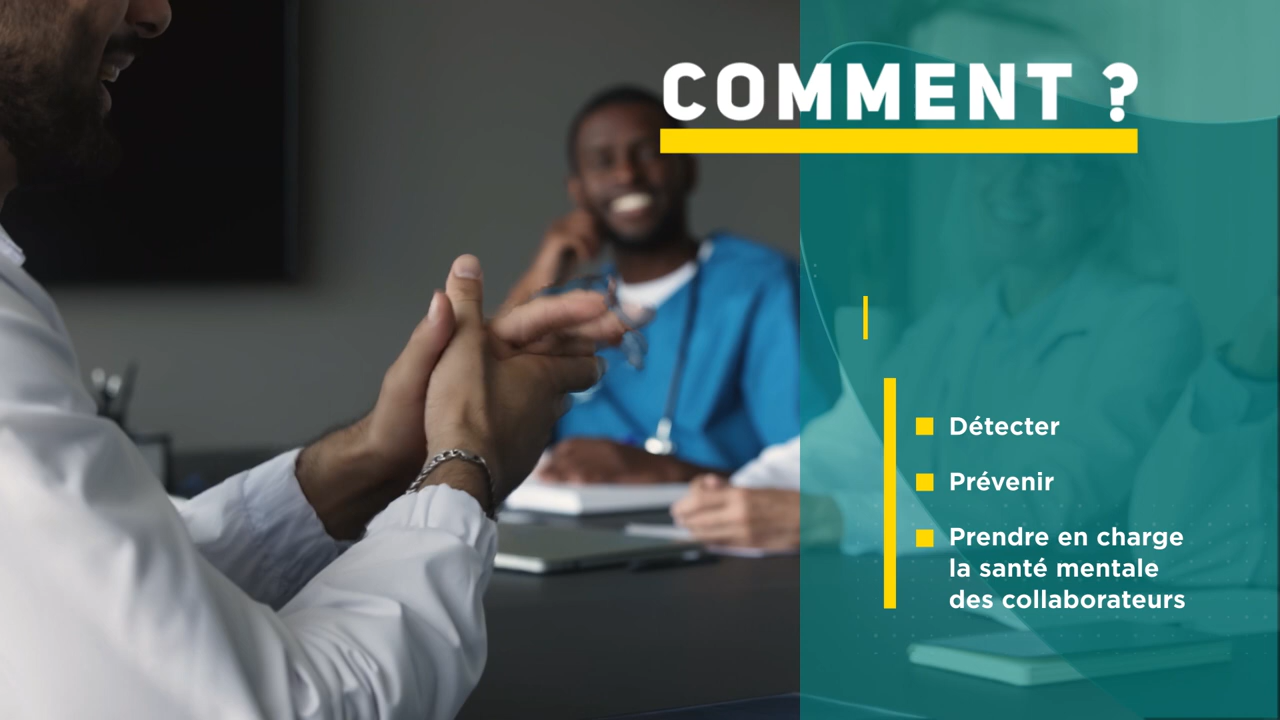 COMMENT ?
Détecter
Prévenir
Prendre en charge
la santé mentale
des collaborateurs